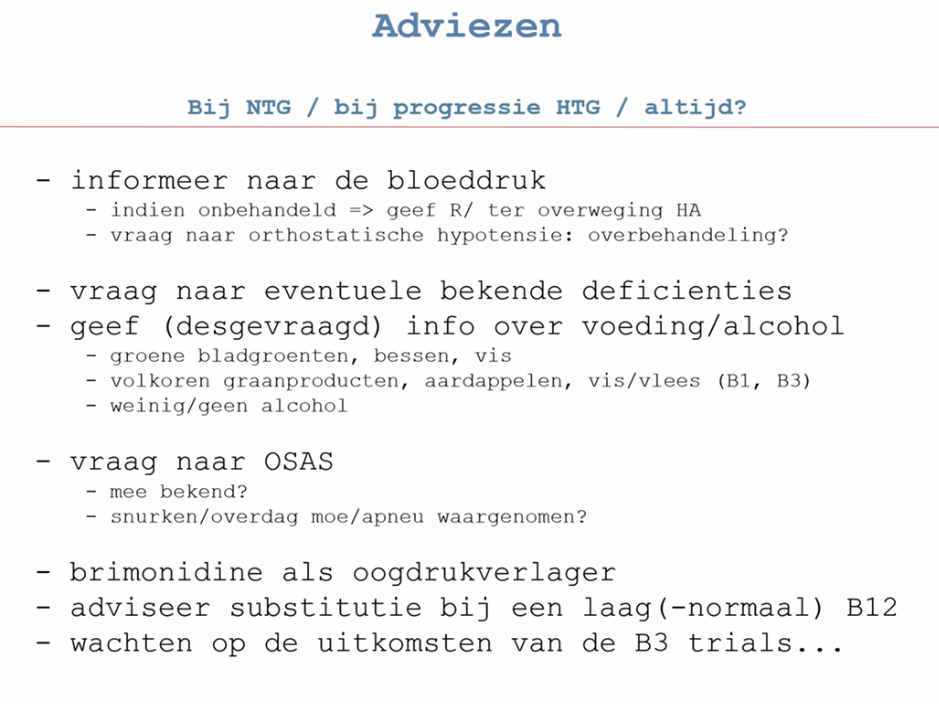 Adviezen
Bij NTG / bij progressie HTG / altijd?
- informeer naar de bloeddruk
- indien onbehandeld => geef R/ ter overweging HA
- vraag naar orthostatische hypotensie: overbehandeling?
- vraag naar eventuele bekende deficienties
- geef (desgevraagd) info over voeding/alcohol
- groene bladgroenten, bessen, vis
- volkoren graanproducten, aardappelen, vis/vlees (B1, B3)
- weinig/geen alcohol
- vraag naar OSAS
- mee bekend?
- snurken/overdag moe/apneu waargenomen?
- brimonidine als oogdrukverlager
- adviseer substitutie bij een laag(-normaal) B12
- wachten op de uitkomsten van de B3 trials...